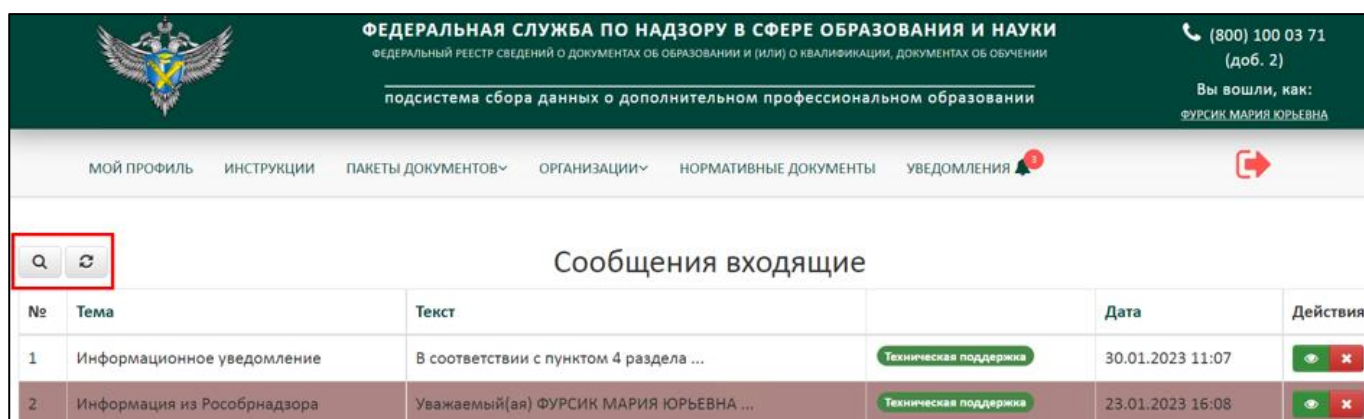 ФЕДЕРАЛЬНАЯ СЛУЖБА ПО НАДЗОРУ В СФЕРЕ ОБРАЗОВАНИЯ И НАУКИ
ФЕДЕРАЛЬНЫЙ РЕЕСТР СВЕДЕНИЙ О ДОКУМЕНТАХ ОБ ОБРАЗОВАНИИ И (ИЛИ) О КВАЛИФИКАЦИИ, ДОКУМЕНТАХ ОБ ОБУЧЕНИИ
подсистема сбора данных о дополнительном профессиональном образовании
(800) 100 03 71
(доб. 2)
Вы вошли, как:
ФУРСИК МАРИЯ ЮРЬЕВНА
МОЙ ПРОФИЛЬ ИНСТРУКЦИИ ПАКЕТЫ ДОКУМЕНТОВ ОРГАНИЗАЦИИ НОРМАТИВНЫЕ ДОКУМЕНТЫ УВЕДОМЛЕНИЯ 3
Сообщения входящие
№ Тема Текст Дата Действия
1 Информационное уведомление В соответствии с пунктом 4 раздела ... Техническая поддержка 30.01.2023 11:07
2 Информация из Рособрнадзора Уважаемый(ая) ФУРСИК МАРИЯ ЮРЬЕВНА ... Техническая поддержка 23.01.2023 16:08